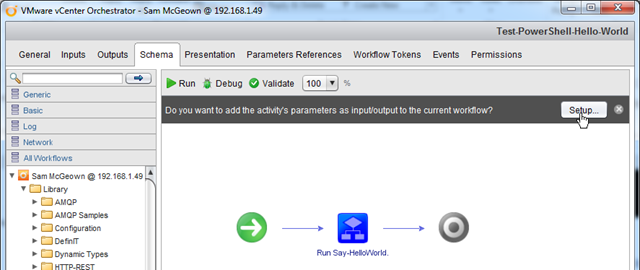 VMware vCenter Orchestrator - Sam McGeown @ 192.168.1.49
Test-PowerShell-Hello-World
General Inputs Outputs Schema Presentation Parameters References Workflow Tokens Events Permissions
Run Debug Validate 100 %
Generic
Do you want to add the activity's parameters as input/output to the current workflow? Setup...
Basic
Log
Network
All Workflows
Sam McGeown @ 192.168.1.49
Library
AMQP
AMQP Samples
Configuration
DefinIT
Dynamic Types
HTTP-REST
Run Say-HelloWorld.